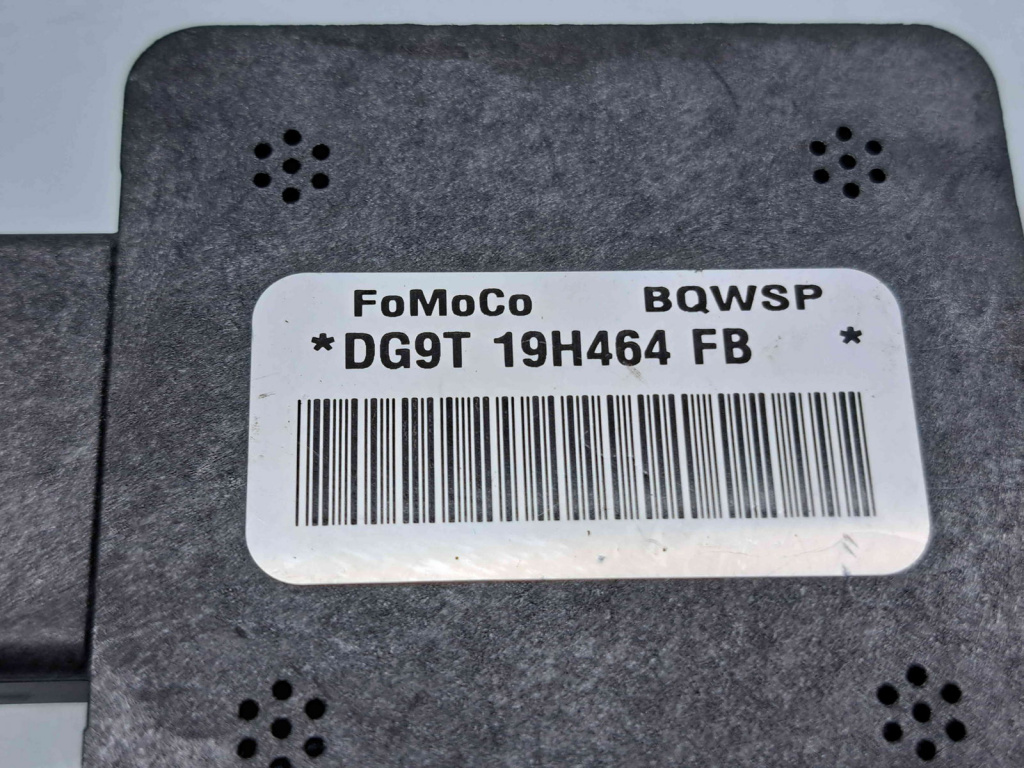 FoMoCo BQWSP
*DG9T 19H464 FB *